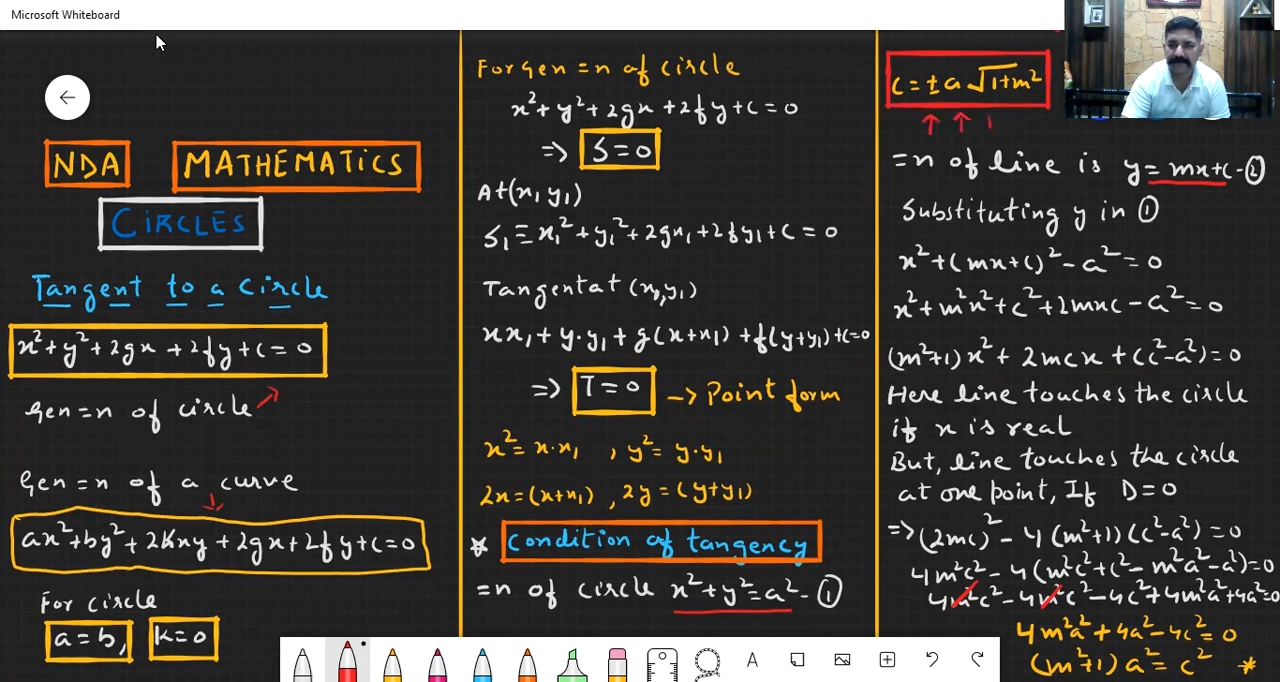 Microsoft Whiteboard
NDA MATHEMATICS
CIRCLES
Tangent to a circle
x²+y²+2gx+2fy+c=0
Gen=n of circle
Gen=n of a curve
ax²+by²+2kxy+2gx+2fy+c=0
For circle
a=b, k=0
For Gen=n of circle
x²+y²+2gx+2fy+c=0
=> S=0
At (x, y₁)
S₁≡x₁²+y₁²+2gx₁+2fy₁+c=0
Tangent at (x₁,y₁)
xx₁+y·y₁+g(x+x₁)+f(y+y₁)+c=0
=> T=0 → Point form
x²=x·x₁, y²=y·y₁
2x=(x+x₁), 2y=(y+y₁)
* Condition of tangency
=n of circle x²+y²=a²-①
c=±a√1+m²
=n of line is y=mx+c-②
Substituting y in ①
x²+(mx+c)²-a²=0
x²+m²x²+c²+2mxc-a²=0
(m²+1)x²+2mcx+(c²-a²)=0
Here line touches the circle
if x is real
But, line touches the circle
at one point, If D=0
=>(2mc)²-4(m²+1)(c²-a²)=0
4m²c²-4(m²c²+c²-m²a²-a²)=0
4m²c²-4m²c²-4c²+4m²a²+4a²=0
4m²a²+4a²-4c²=0
(m²+1)a²=c² *
A